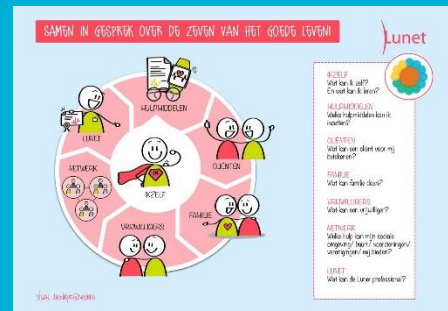 SAMEN IN GESPREK OVER DE ZEVEN VAN HET GOEDE LEVEN!
Lunet
HULPMIDDELEN
CLIËNTEN
FAMILIE
VRIJWILLIGERS
NETWERK
LUNET
IKZELF
IKZELF
Wat kan ik zelf?
En wat kan ik leren?
HULPMIDDELEN
Welke hulpmiddelen kan ik
inzetten?
CLIËNTEN
Wat kan een cliënt voor mij
betekenen?
FAMILIE
Wat kan familie doen?
VRIJWILLIGERS
Wat kan een vrijwilliger?
NETWERK
Welke hulp kan mijn sociale
omgeving/ buurt/ voorzieningen/
verenigingen/ mij bieden?
LUNET
Wat kan de Lunet professional?